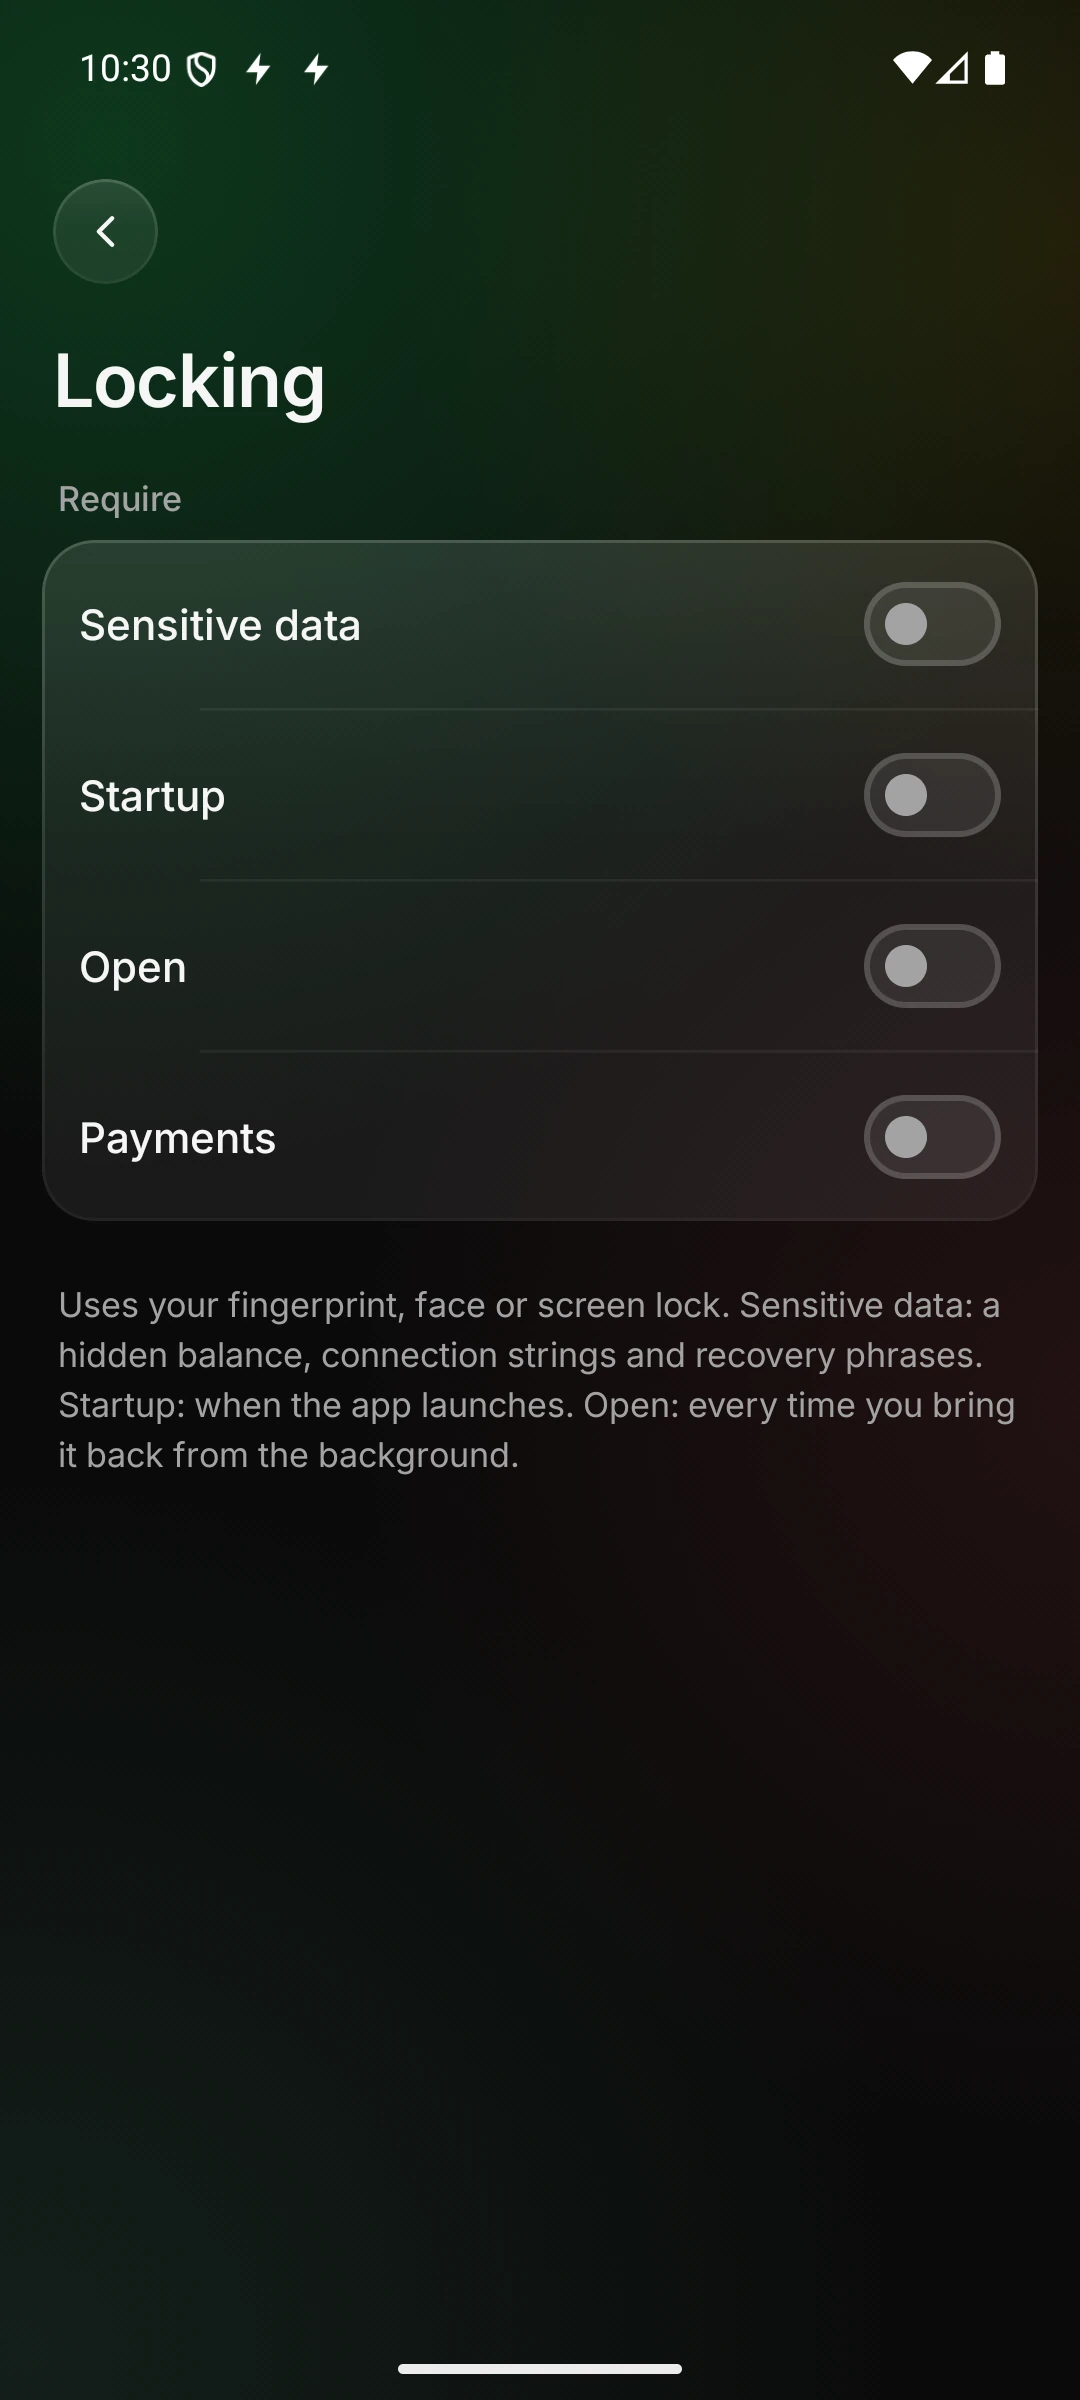 10:30
Locking
Require
Sensitive data
Startup
Open
Payments
Uses your fingerprint, face or screen lock. Sensitive data: a
hidden balance, connection strings and recovery phrases.
Startup: when the app launches. Open: every time you bring
it back from the background.